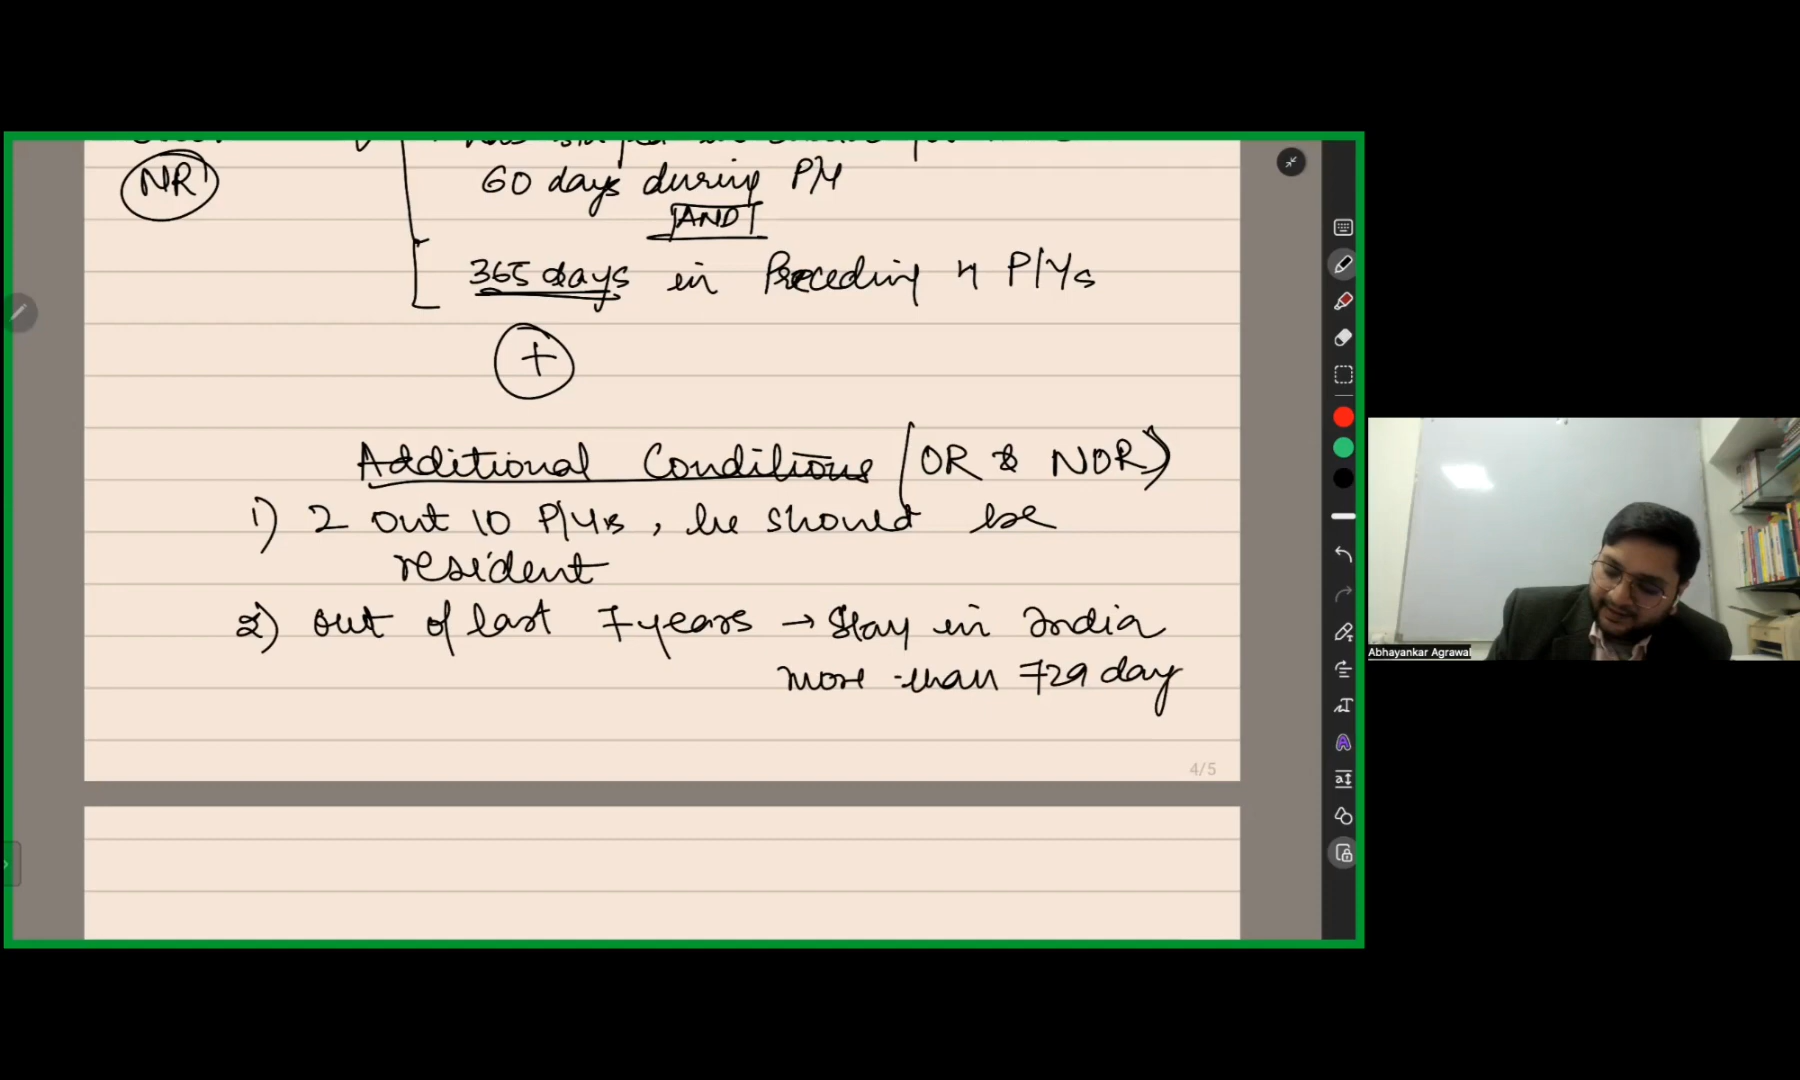 NR
60 days during P/Y
AND
365 days in Preceding 4 P/Ys
+
Additional Conditions (OR & NOR)
1) 2 out 10 P/Ys, he should be
resident
2) out of last 7 years → Stay in India
more than 729 day
4/5
Abhayankar Agrawal